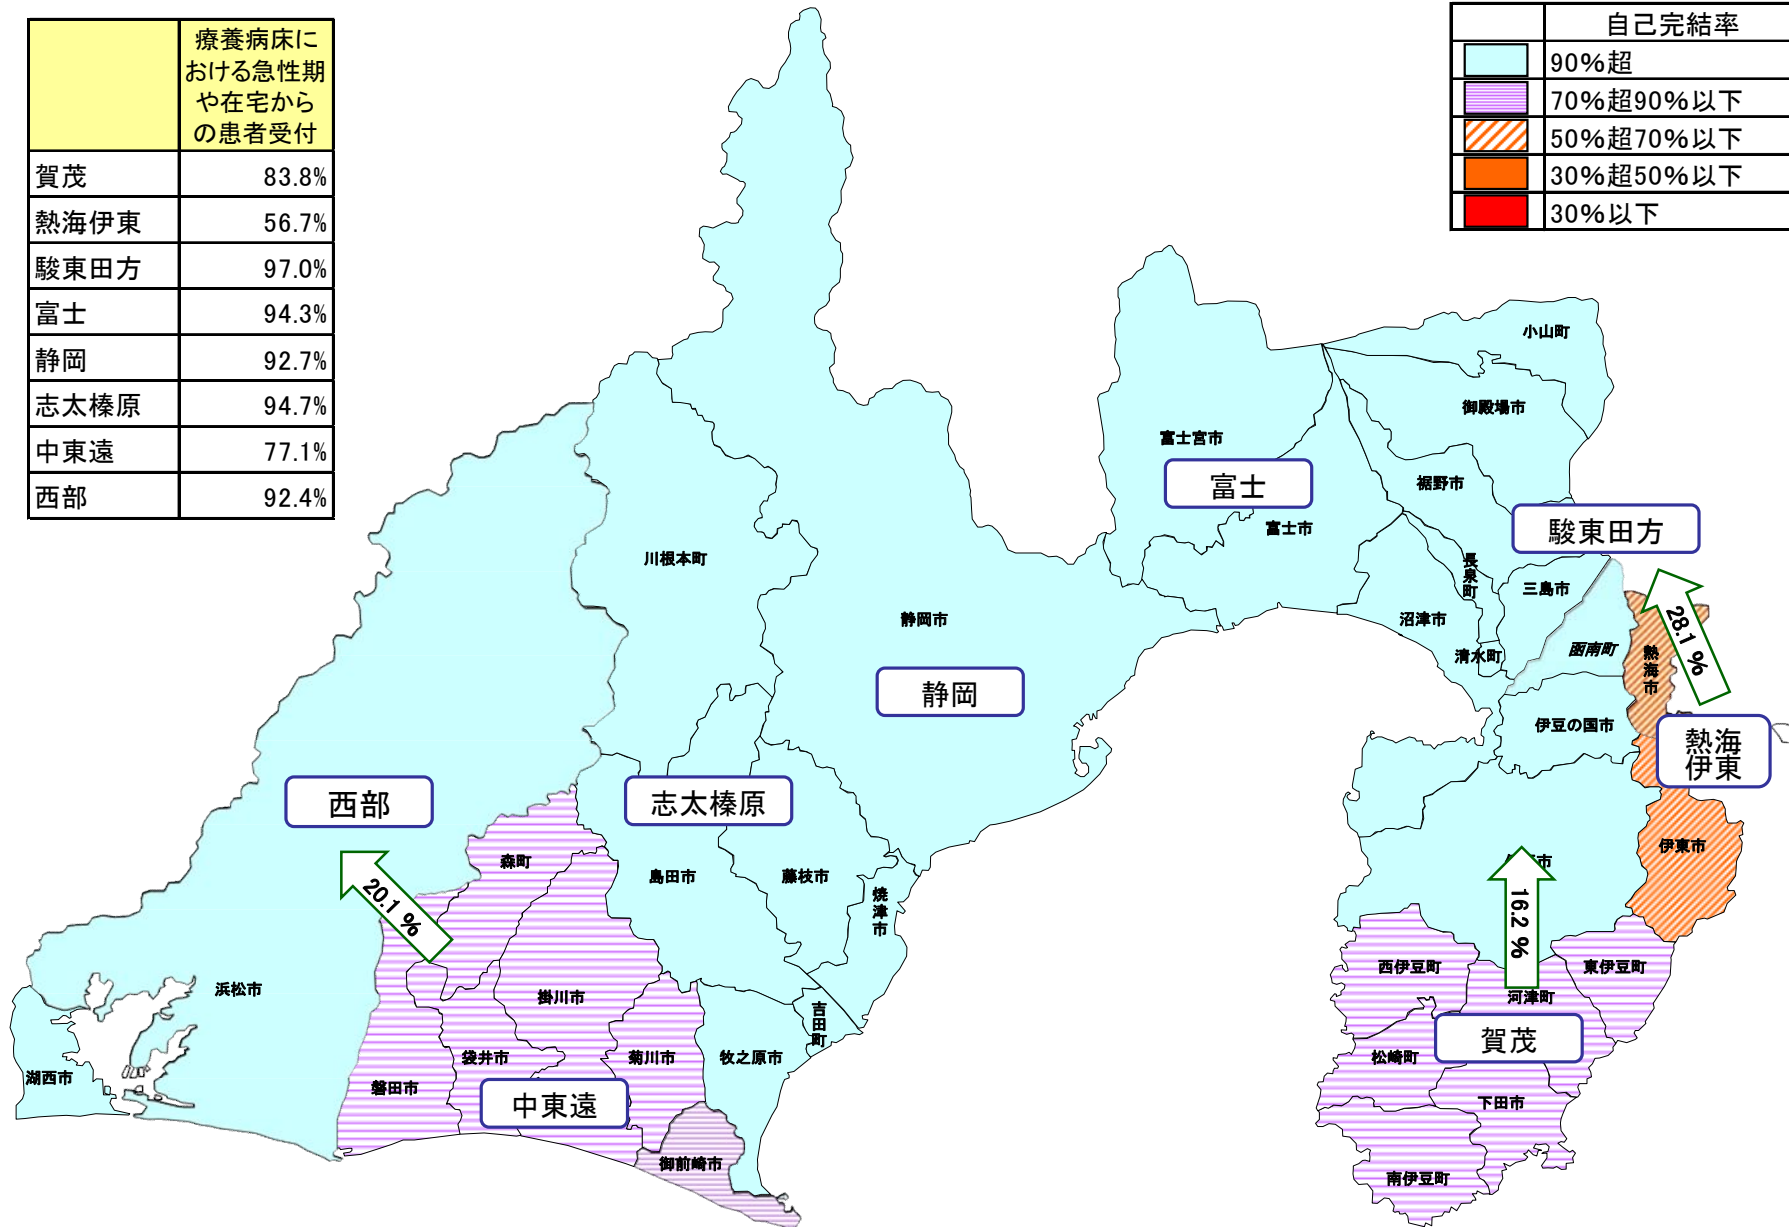 療養病床に
おける急性期
や在宅から
の患者受付
賀茂 83.8%
熱海伊東 56.7%
駿東田方 97.0%
富士 94.3%
静岡 92.7%
志太榛原 94.7%
中東遠 77.1%
西部 92.4%
自己完結率
90%超
70%超90%以下
50%超70%以下
30%超50%以下
30%以下
小山町
御殿場市
富士宮市
裾野市
富士
富士市
駿東田方
川根本町
長泉町
三島市
静岡市
沼津市
28.1 %
函南町
清水町
熱海市
静岡
伊豆の国市
熱海
伊東
西部
志太榛原
森町
島田市
藤枝市
焼津市
市
伊東市
20.1 %
16.2 %
西伊豆町
東伊豆町
浜松市
掛川市
河津町
吉田町
賀茂
湖西市
磐田市
袋井市
菊川市
牧之原市
松崎町
中東遠
下田市
御前崎市
南伊豆町